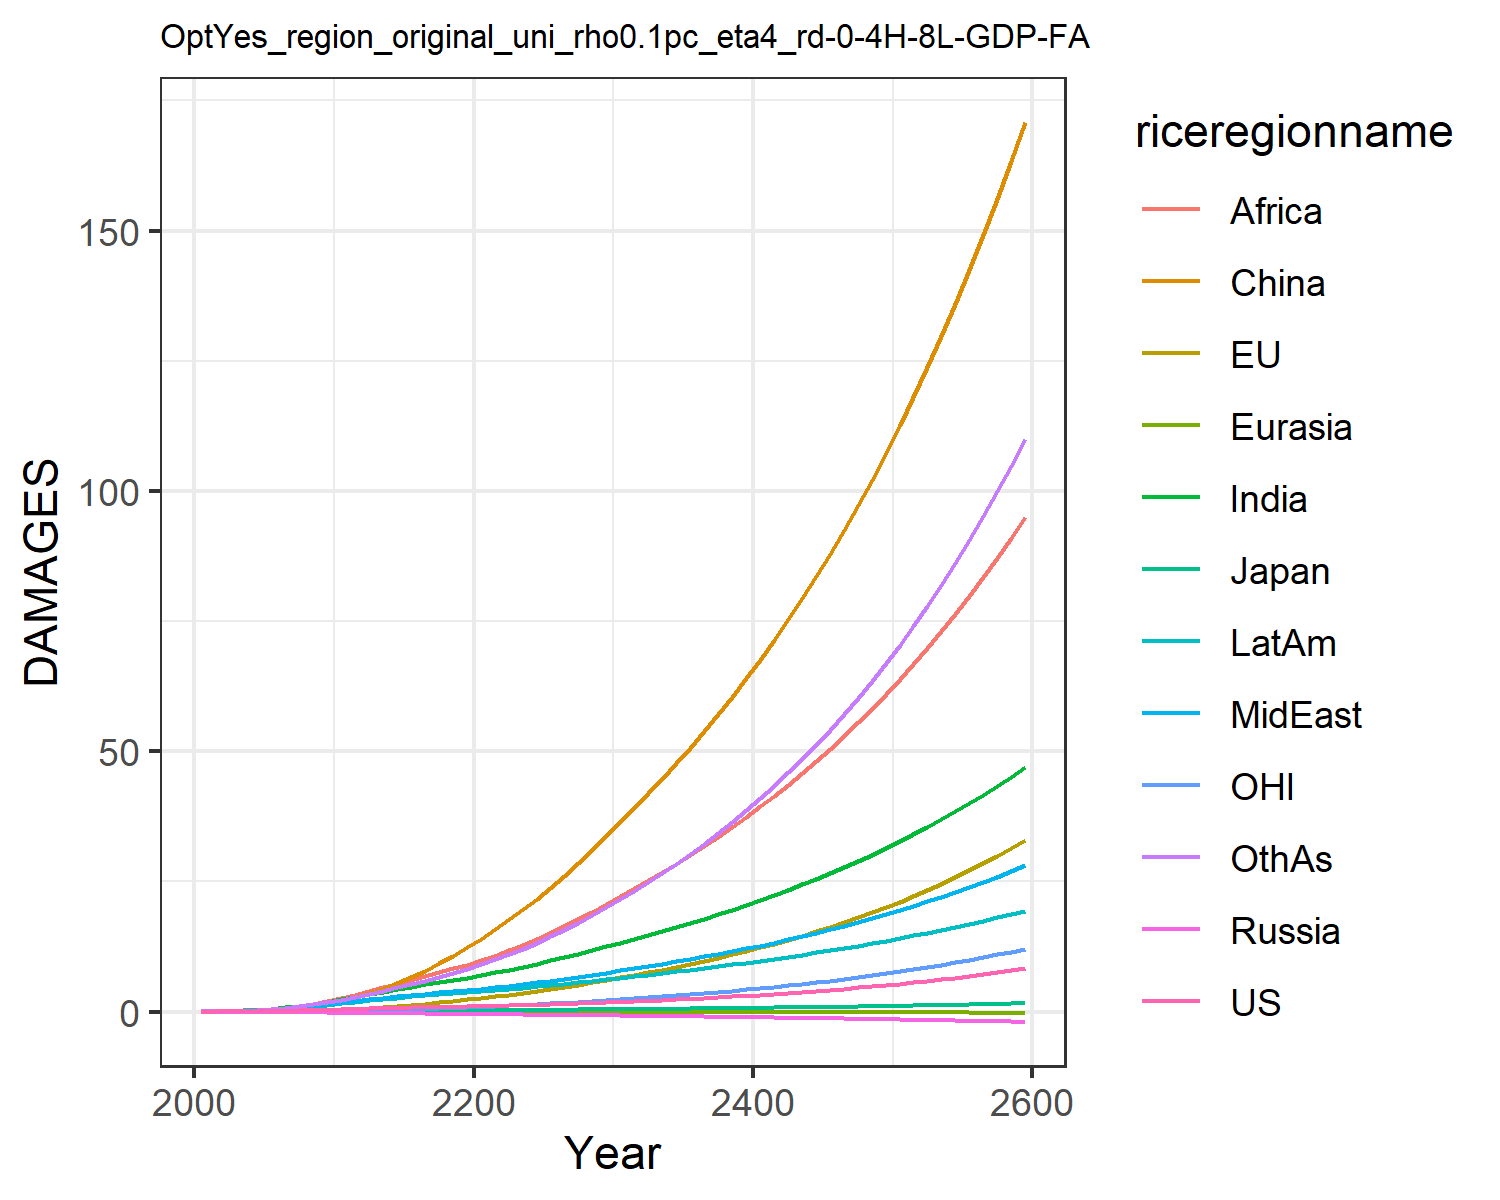 OptYes_region_original_uni_rho0.1pc_eta4_rd-0-4H-8L-GDP-FA
DAMAGES
150
100
50
0
2000 2200 2400 2600
Year
riceregionname
Africa
China
EU
Eurasia
India
Japan
LatAm
MidEast
OHI
OthAs
Russia
US